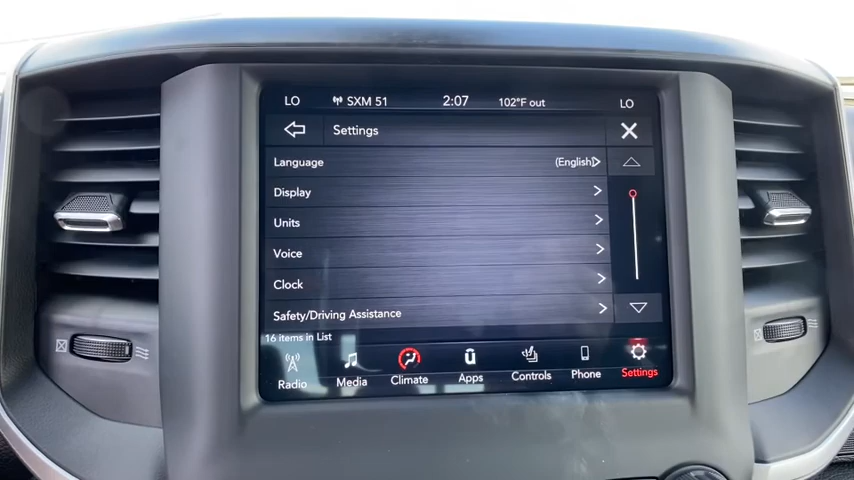 LO SXM 51 2:07 102°F out LO
Settings
Language (English)
Display
Units
Voice
Clock
Safety/Driving Assistance
16 items in List
Radio Media Climate Apps Controls Phone Settings